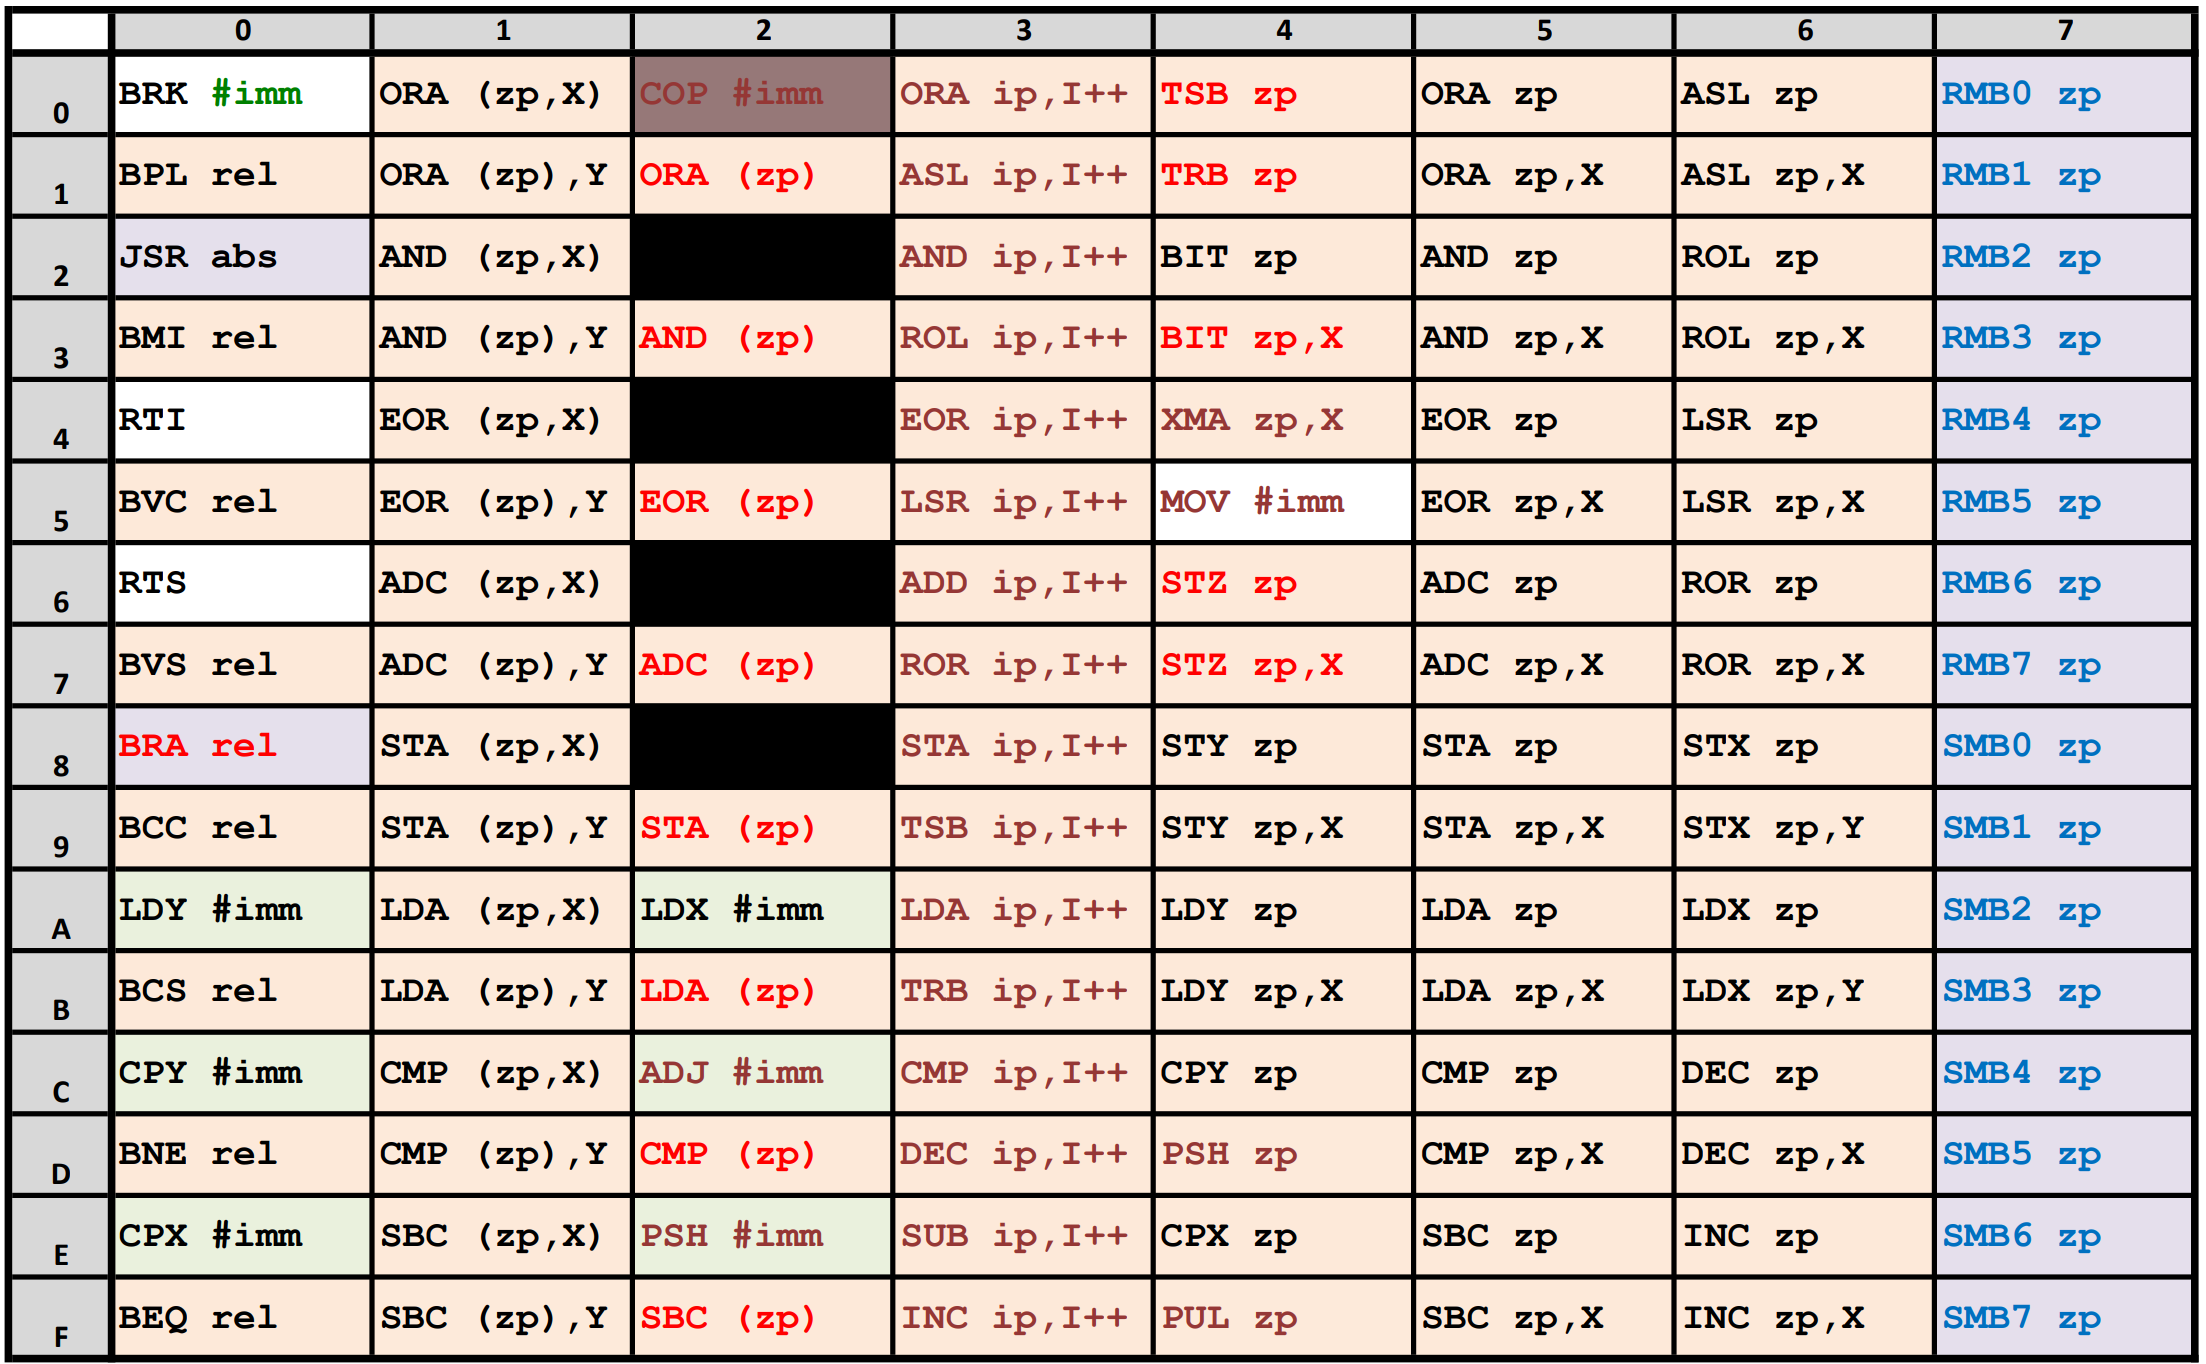 0 1 2 3 4 5 6 7
0 BRK #imm ORA (zp,X) COP #imm ORA ip,I++ TSB zp ORA zp ASL zp RMB0 zp
1 BPL rel ORA (zp),Y ORA (zp) ASL ip,I++ TRB zp ORA zp,X ASL zp,X RMB1 zp
2 JSR abs AND (zp,X) AND ip,I++ BIT zp AND zp ROL zp RMB2 zp
3 BMI rel AND (zp),Y AND (zp) ROL ip,I++ BIT zp,X AND zp,X ROL zp,X RMB3 zp
4 RTI EOR (zp,X) EOR ip,I++ XMA zp,X EOR zp LSR zp RMB4 zp
5 BVC rel EOR (zp),Y EOR (zp) LSR ip,I++ MOV #imm EOR zp,X LSR zp,X RMB5 zp
6 RTS ADC (zp,X) ADD ip,I++ STZ zp ADC zp ROR zp RMB6 zp
7 BVS rel ADC (zp),Y ADC (zp) ROR ip,I++ STZ zp,X ADC zp,X ROR zp,X RMB7 zp
8 BRA rel STA (zp,X) STA ip,I++ STY zp STA zp STX zp SMB0 zp
9 BCC rel STA (zp),Y STA (zp) TSB ip,I++ STY zp,X STA zp,X STX zp,Y SMB1 zp
A LDY #imm LDA (zp,X) LDX #imm LDA ip,I++ LDY zp LDA zp LDX zp SMB2 zp
B BCS rel LDA (zp),Y LDA (zp) TRB ip,I++ LDY zp,X LDA zp,X LDX zp,Y SMB3 zp
C CPY #imm CMP (zp,X) ADJ #imm CMP ip,I++ CPY zp CMP zp DEC zp SMB4 zp
D BNE rel CMP (zp),Y CMP (zp) DEC ip,I++ PSH zp CMP zp,X DEC zp,X SMB5 zp
E CPX #imm SBC (zp,X) PSH #imm SUB ip,I++ CPX zp SBC zp INC zp SMB6 zp
F BEQ rel SBC (zp),Y SBC (zp) INC ip,I++ PUL zp SBC zp,X INC zp,X SMB7 zp